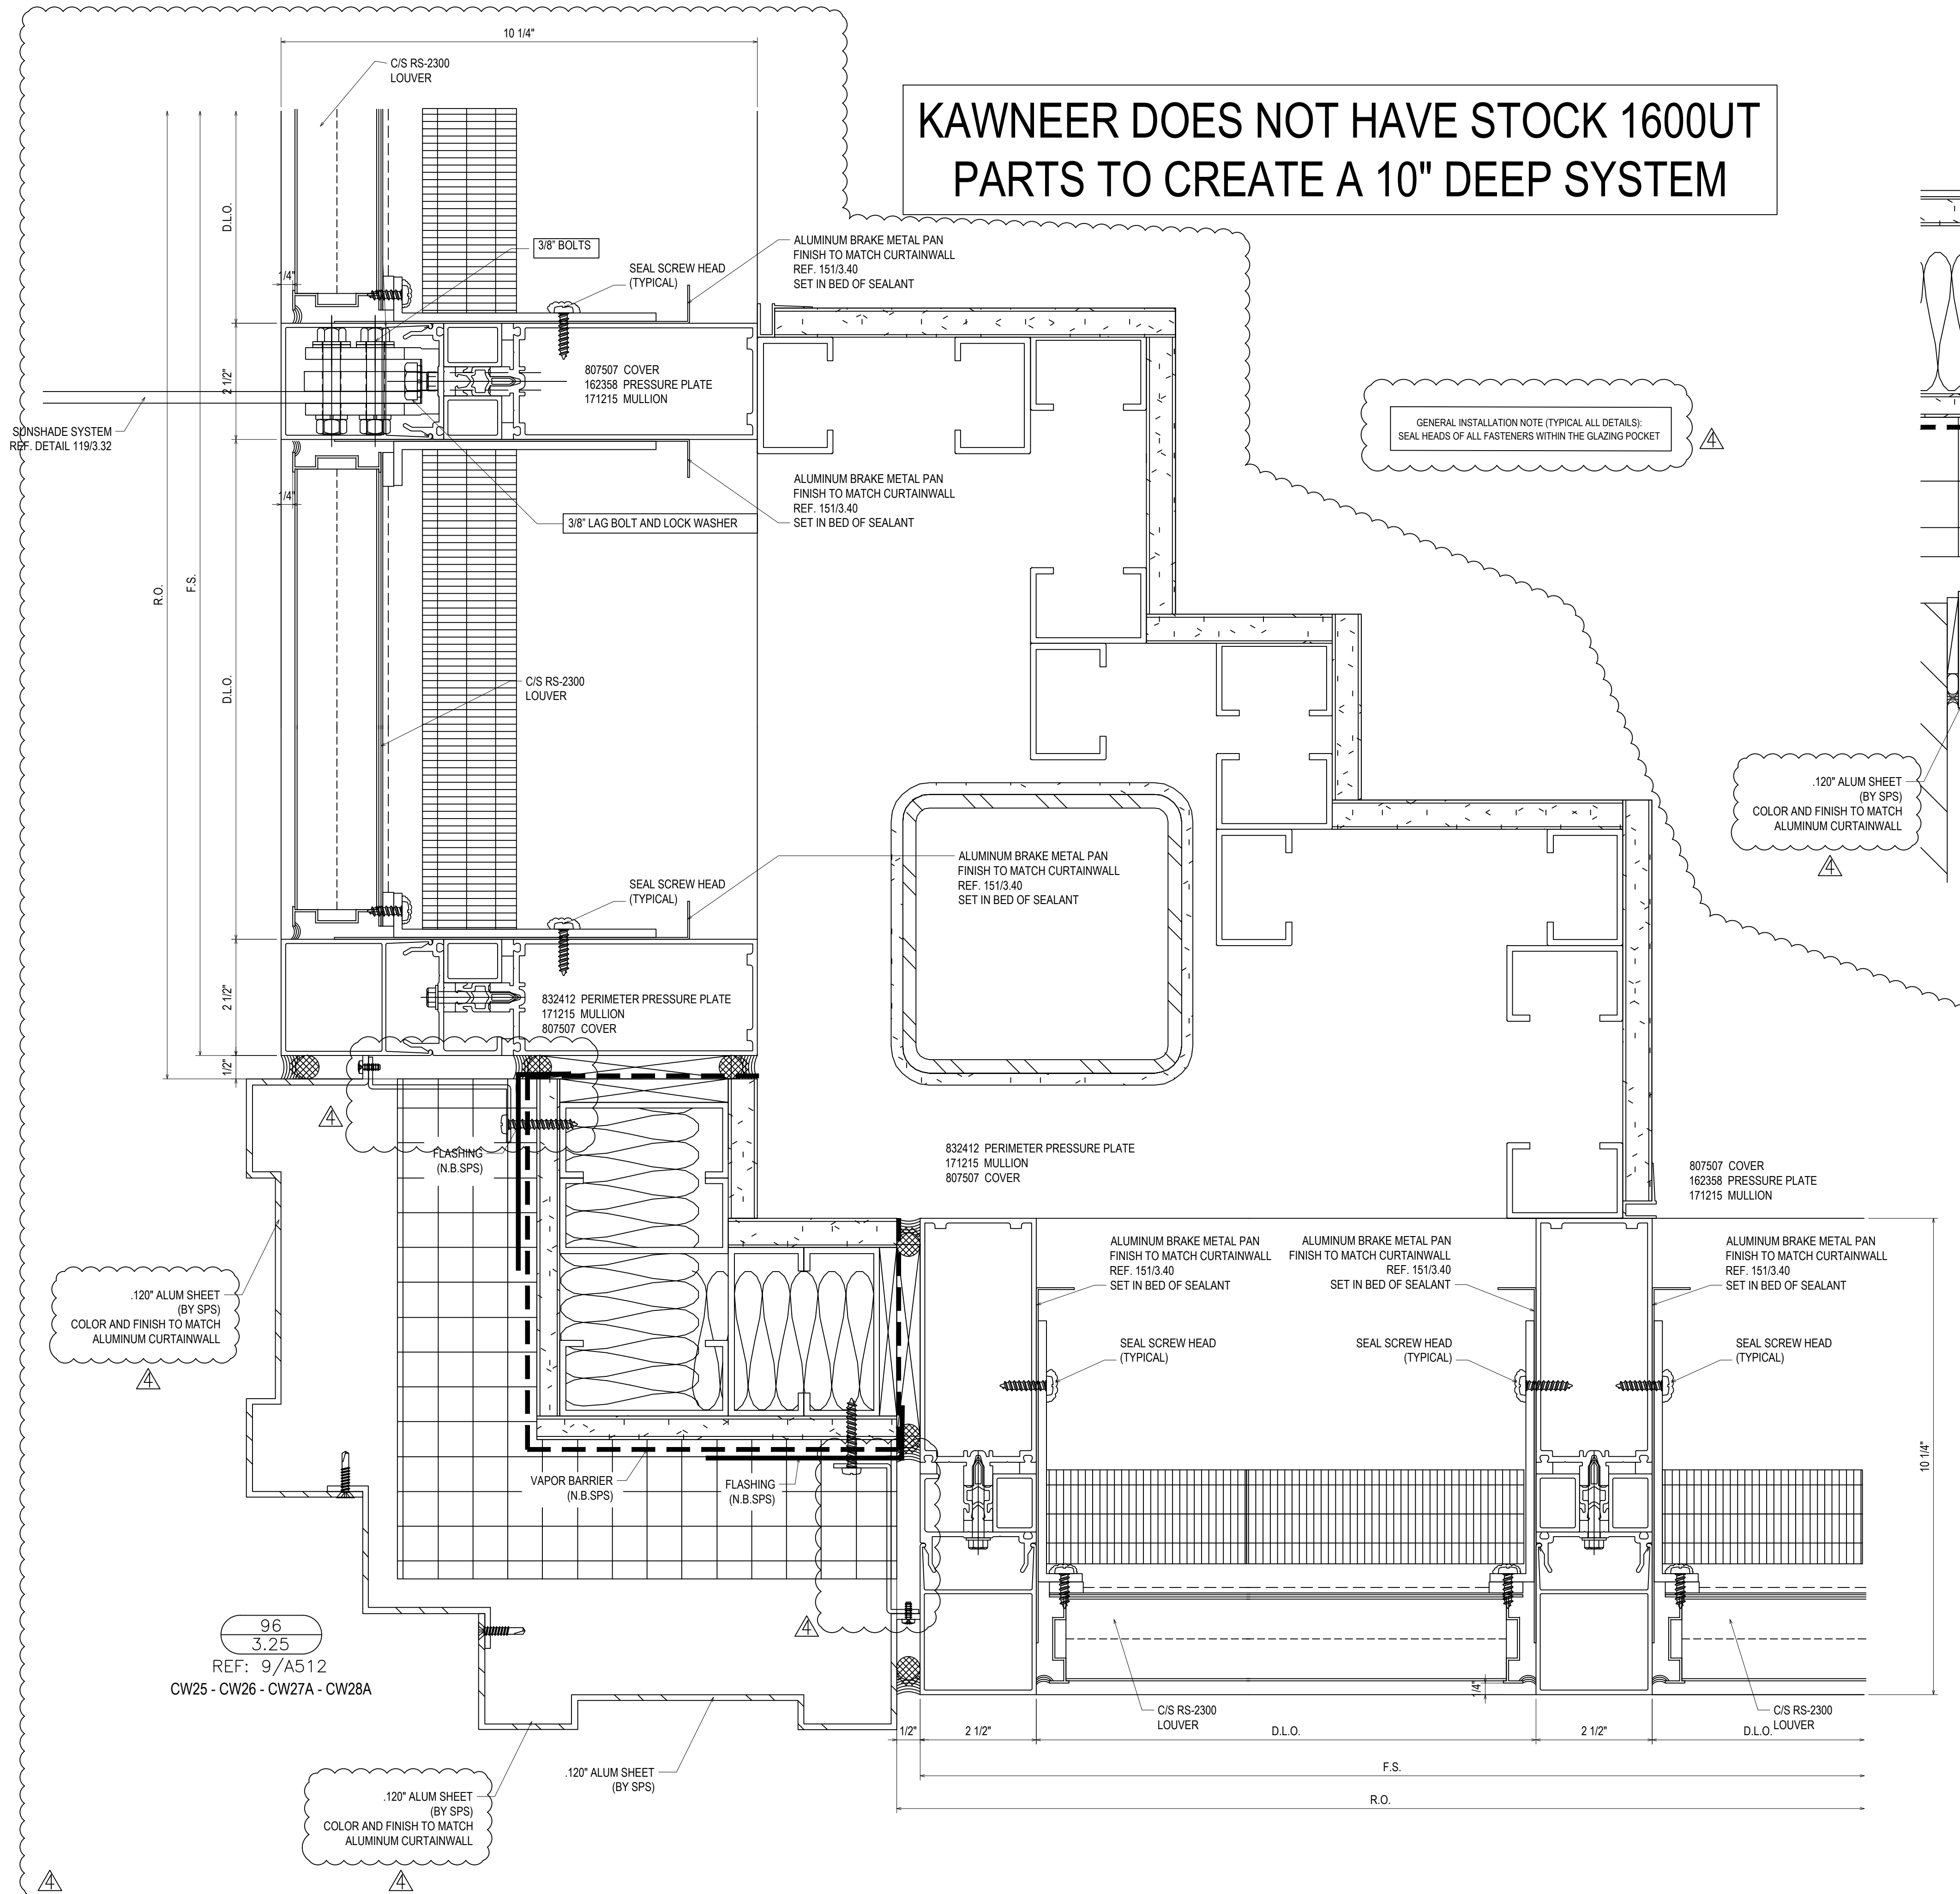 10 1/4"
C/S RS-2300
LOUVER
KAWNEER DOES NOT HAVE STOCK 1600UT
PARTS TO CREATE A 10" DEEP SYSTEM
D.L.O.
3/8" BOLTS
SEAL SCREW HEAD
(TYPICAL)
ALUMINUM BRAKE METAL PAN
FINISH TO MATCH CURTAINWALL
REF. 151/3.40
SET IN BED OF SEALANT
1/4"
2 1/2"
807507 COVER
162358 PRESSURE PLATE
171215 MULLION
SUNSHADE SYSTEM
REF. DETAIL 119/3.32
GENERAL INSTALLATION NOTE (TYPICAL ALL DETAILS):
SEAL HEADS OF ALL FASTENERS WITHIN THE GLAZING POCKET
4
ALUMINUM BRAKE METAL PAN
FINISH TO MATCH CURTAINWALL
REF. 151/3.40
SET IN BED OF SEALANT
1/4"
3/8" LAG BOLT AND LOCK WASHER
R.O.
F.S.
D.L.O.
C/S RS-2300
LOUVER
.120" ALUM SHEET
(BY SPS)
COLOR AND FINISH TO MATCH
ALUMINUM CURTAINWALL
4
SEAL SCREW HEAD
(TYPICAL)
ALUMINUM BRAKE METAL PAN
FINISH TO MATCH CURTAINWALL
REF. 151/3.40
SET IN BED OF SEALANT
2 1/2"
832412 PERIMETER PRESSURE PLATE
171215 MULLION
807507 COVER
1/2"
4
FLASHING
(N.B.SPS)
832412 PERIMETER PRESSURE PLATE
171215 MULLION
807507 COVER
807507 COVER
162358 PRESSURE PLATE
171215 MULLION
ALUMINUM BRAKE METAL PAN
FINISH TO MATCH CURTAINWALL
REF. 151/3.40
SET IN BED OF SEALANT
ALUMINUM BRAKE METAL PAN
FINISH TO MATCH CURTAINWALL
REF. 151/3.40
SET IN BED OF SEALANT
ALUMINUM BRAKE METAL PAN
FINISH TO MATCH CURTAINWALL
REF. 151/3.40
SET IN BED OF SEALANT
.120" ALUM SHEET
(BY SPS)
COLOR AND FINISH TO MATCH
ALUMINUM CURTAINWALL
4
SEAL SCREW HEAD
(TYPICAL)
SEAL SCREW HEAD
(TYPICAL)
SEAL SCREW HEAD
(TYPICAL)
10 1/4"
VAPOR BARRIER
(N.B.SPS)
FLASHING
(N.B.SPS)
4
96
3.25
REF: 9/A512
CW25 - CW26 - CW27A - CW28A
1/4"
C/S RS-2300
LOUVER
C/S RS-2300
LOUVER
1/2"
2 1/2"
D.L.O.
2 1/2"
D.L.O.
F.S.
R.O.
.120" ALUM SHEET
(BY SPS)
.120" ALUM SHEET
(BY SPS)
COLOR AND FINISH TO MATCH
ALUMINUM CURTAINWALL
4
4